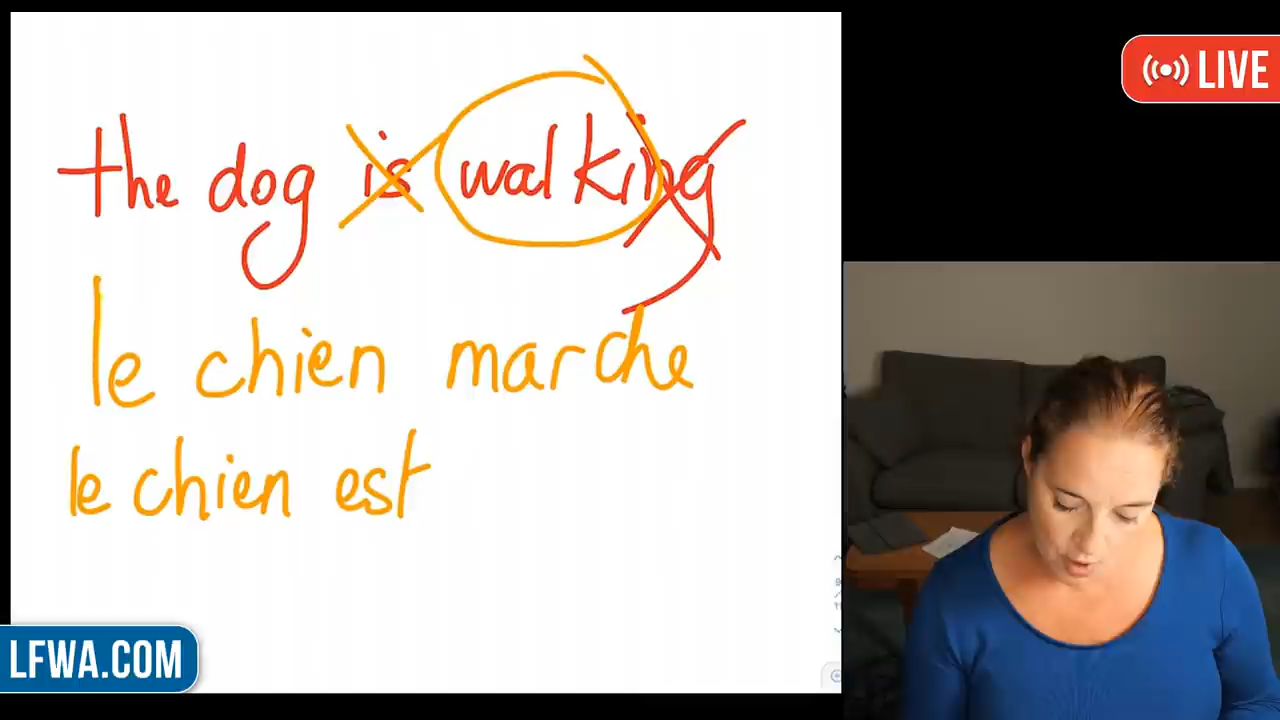 LIVE
the dog is walking
le chien marche
le chien est
LFWA.COM